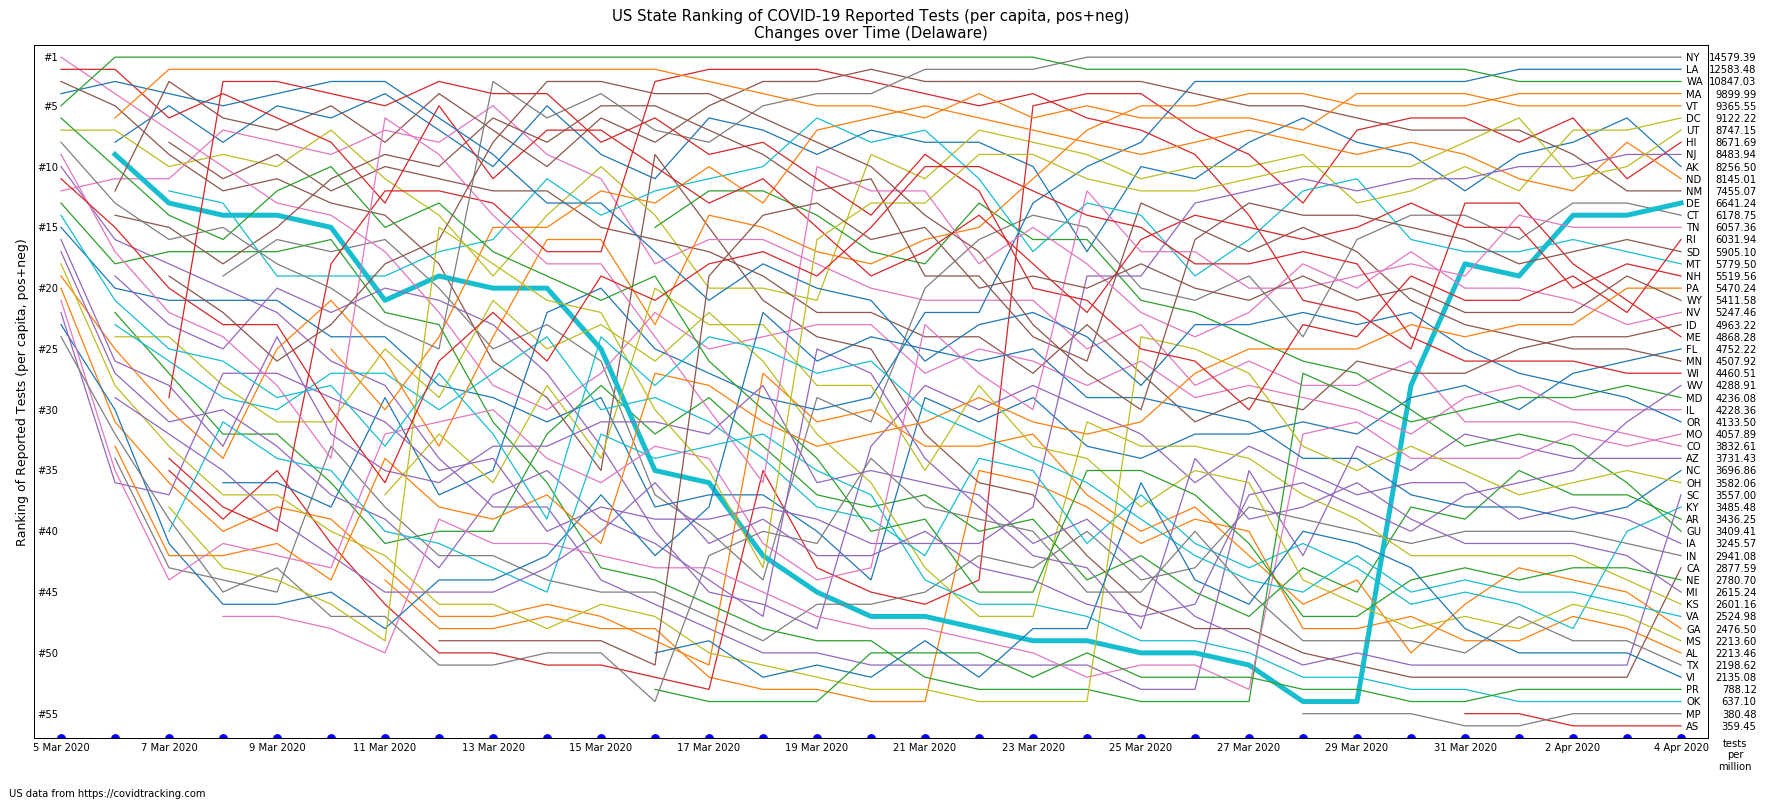 US State Ranking of COVID-19 Reported Tests (per capita, pos+neg)
Changes over Time (Delaware)
Ranking of Reported Tests (per capita, pos+neg)
#1
#5
#10
#15
#20
#25
#30
#35
#40
#45
#50
#55
NY 14579.39
LA 12583.48
WA 10847.03
MA 9899.99
VT 9365.55
DC 9122.22
UT 8747.15
HI 8671.69
NJ 8483.94
AK 8256.50
ND 8145.01
NM 7455.07
DE 6641.24
CT 6178.75
TN 6057.36
RI 6031.94
SD 5905.10
MT 5779.50
NH 5519.56
PA 5470.24
WY 5411.58
NV 5247.46
ID 4963.22
ME 4868.28
FL 4752.22
MN 4507.92
WI 4460.51
WV 4288.91
MD 4236.08
IL 4228.36
OR 4133.50
MO 4057.89
CO 3832.61
AZ 3731.43
NC 3696.86
OH 3582.06
SC 3557.00
KY 3485.48
AR 3436.25
GU 3409.41
IA 3245.57
IN 2941.08
CA 2877.59
NE 2780.70
MI 2615.24
KS 2601.16
VA 2524.98
GA 2476.50
MS 2213.60
AL 2213.46
TX 2198.62
VI 2135.08
PR 788.12
OK 637.10
MP 380.48
AS 359.45
5 Mar 2020 7 Mar 2020 9 Mar 2020 11 Mar 2020 13 Mar 2020 15 Mar 2020 17 Mar 2020 19 Mar 2020 21 Mar 2020 23 Mar 2020 25 Mar 2020 27 Mar 2020 29 Mar 2020 31 Mar 2020 2 Apr 2020 4 Apr 2020
tests
per
million
US data from https://covidtracking.com